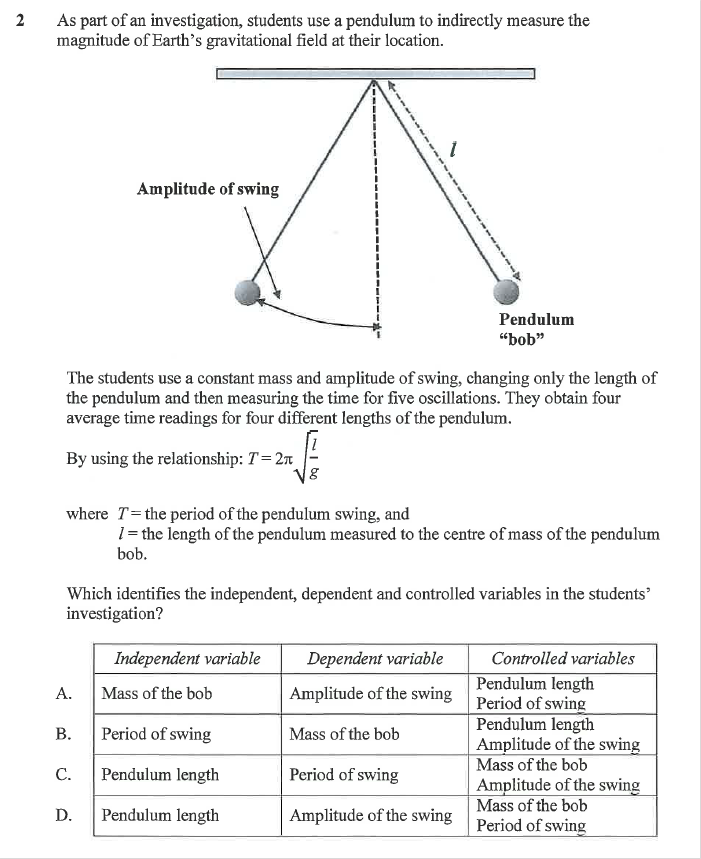 2 As part of an investigation, students use a pendulum to indirectly measure the
magnitude of Earth's gravitational field at their location.
l
Amplitude of swing
Pendulum
"bob"
The students use a constant mass and amplitude of swing, changing only the length of
the pendulum and then measuring the time for five oscillations. They obtain four
average time readings for four different lengths of the pendulum.
By using the relationship: T = 2π √(l/g)
where T = the period of the pendulum swing, and
l = the length of the pendulum measured to the centre of mass of the pendulum
bob.
Which identifies the independent, dependent and controlled variables in the students'
investigation?
Independent variable Dependent variable Controlled variables
A. Mass of the bob Amplitude of the swing Pendulum length
Period of swing
B. Period of swing Mass of the bob Pendulum length
Amplitude of the swing
C. Pendulum length Period of swing Mass of the bob
Amplitude of the swing
D. Pendulum length Amplitude of the swing Mass of the bob
Period of swing